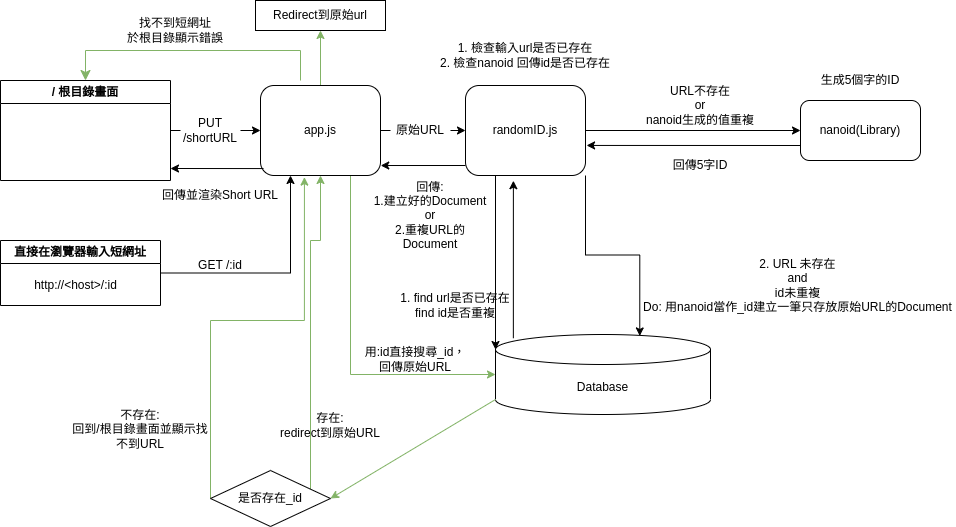 Redirect到原始url
找不到短網址
於根目錄顯示錯誤
1. 檢查輸入url是否已存在
2. 檢查nanoid 回傳id是否已存在
/ 根目錄畫面
PUT
/shortURL
app.js
原始URL
randomID.js
URL不存在
or
nanoid生成的值重複
生成5個字的ID
nanoid(Library)
回傳5字ID
回傳並渲染Short URL
回傳:
1.建立好的Document
or
2.重複URL的
Document
直接在瀏覽器輸入短網址
http://<host>/:id
GET /:id
1. find url是否已存在
find id是否重複
2. URL 未存在
and
id未重複
Do: 用nanoid當作_id建立一筆只存放原始URL的Document
用:id直接搜尋_id，
回傳原始URL
Database
不存在:
回到/根目錄畫面並顯示找
不到URL
存在:
redirect到原始URL
是否存在_id